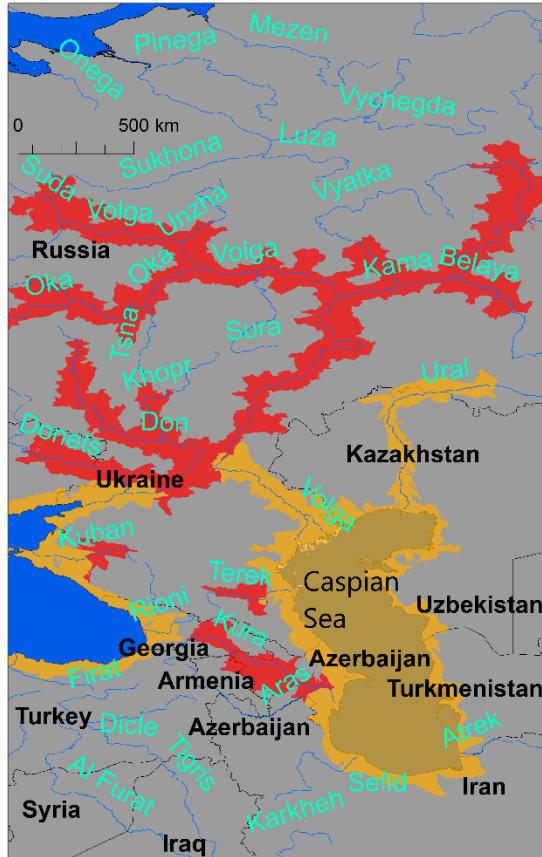 Mezen
Pinega
Onega
Vychegda
0 500 km
Luza
Sukhona
Vyatka
Suda
Volga
Unzha
Russia
Oka
Volga
Kama
Belaya
Oka
Tsna
Sura
Khopr
Ural
Don
Donets
Kazakhstan
Ukraine
Volga
Kuban
Terek
Caspian
Sea
Rioni
Uzbekistan
Kura
Georgia
Azerbaijan
Firat
Armenia
Aras
Turkmenistan
Turkey
Dicle
Azerbaijan
Atrek
Tigris
Al Furat
Sefid
Iran
Karkheh
Syria
Iraq